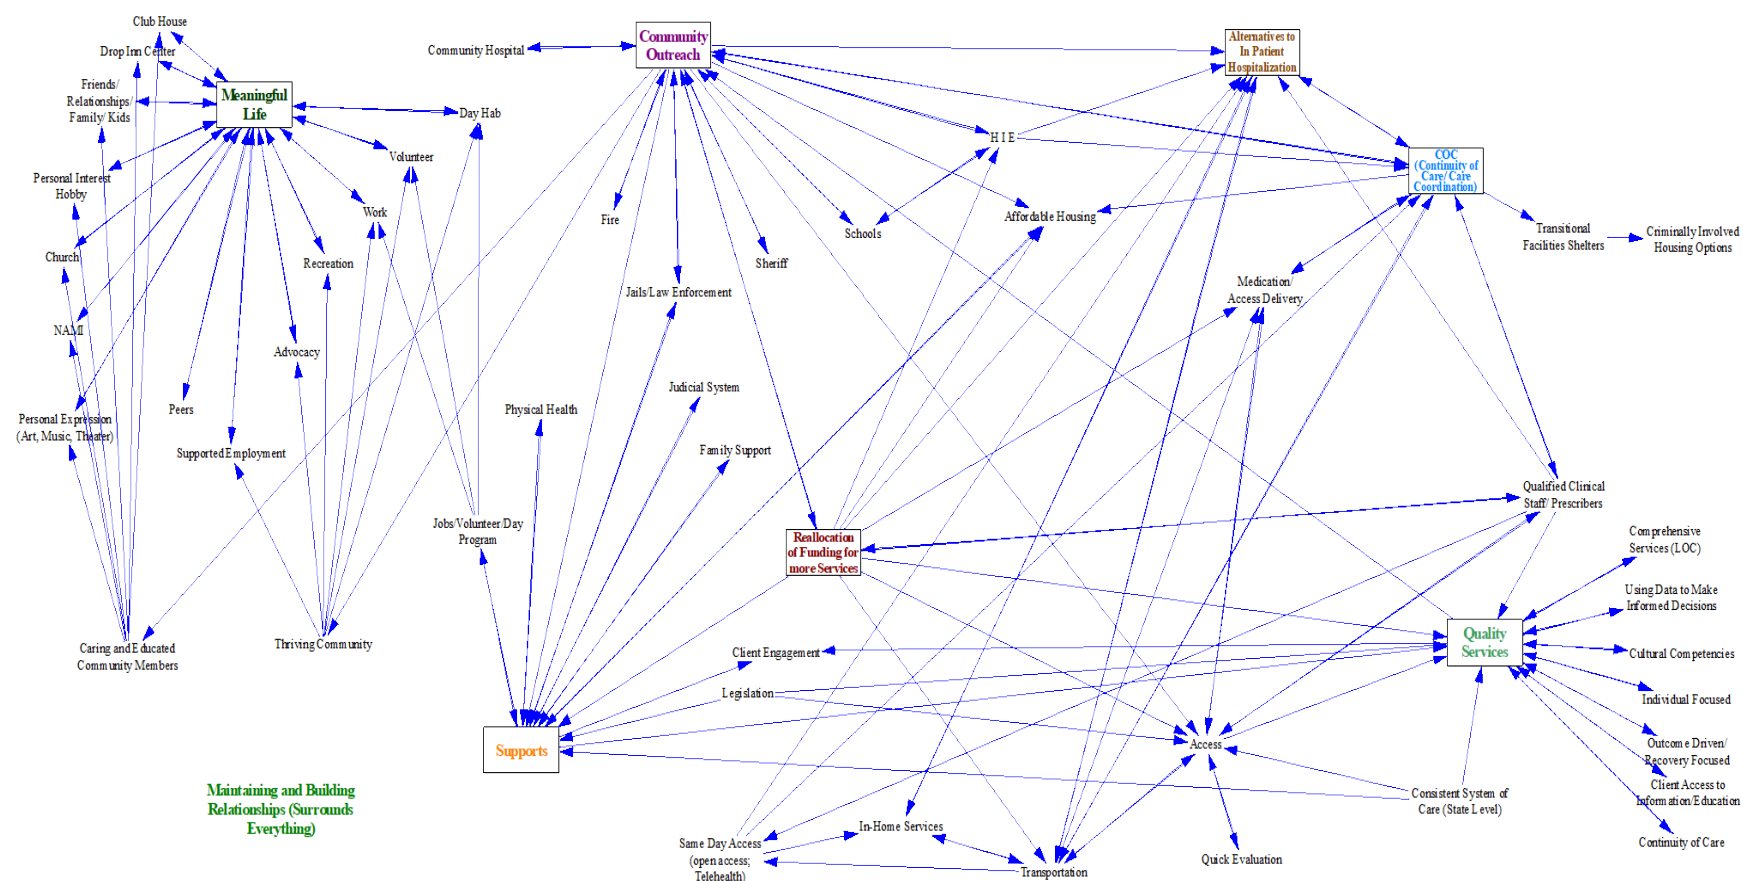 Club House
Drop Inn Center
Friends/
Relationships/
Family/ Kids
Meaningful
Life
Personal Interest
Hobby
Church
NAMI
Personal Expression
(Art, Music, Theater)
Peers
Supported Employment
Advocacy
Recreation
Work
Volunteer
Day Hab
Community Hospital
Community
Outreach
Alternatives to
In Patient
Hospitalization
H I E
COC
(Continuity of
Care/ Care
Coordination)
Fire
Schools
Sheriff
Affordable Housing
Transitional
Facilities Shelters
Criminally Involved
Housing Options
Jails/Law Enforcement
Medication/
Access Delivery
Judicial System
Physical Health
Family Support
Jobs/Volunteer/Day
Program
Reallocation
of Funding for
more Services
Qualified Clinical
Staff/ Prescribers
Comprehensive
Services (LOC)
Using Data to Make
Informed Decisions
Quality
Services
Cultural Competencies
Individual Focused
Outcome Driven/
Recovery Focused
Client Access to
Information/Education
Continuity of Care
Caring and Educated
Community Members
Thriving Community
Client Engagement
Legislation
Supports
Access
Consistent System of
Care (State Level)
Maintaining and Building
Relationships (Surrounds
Everything)
In-Home Services
Same Day Access
(open access;
Telehealth)
Transportation
Quick Evaluation